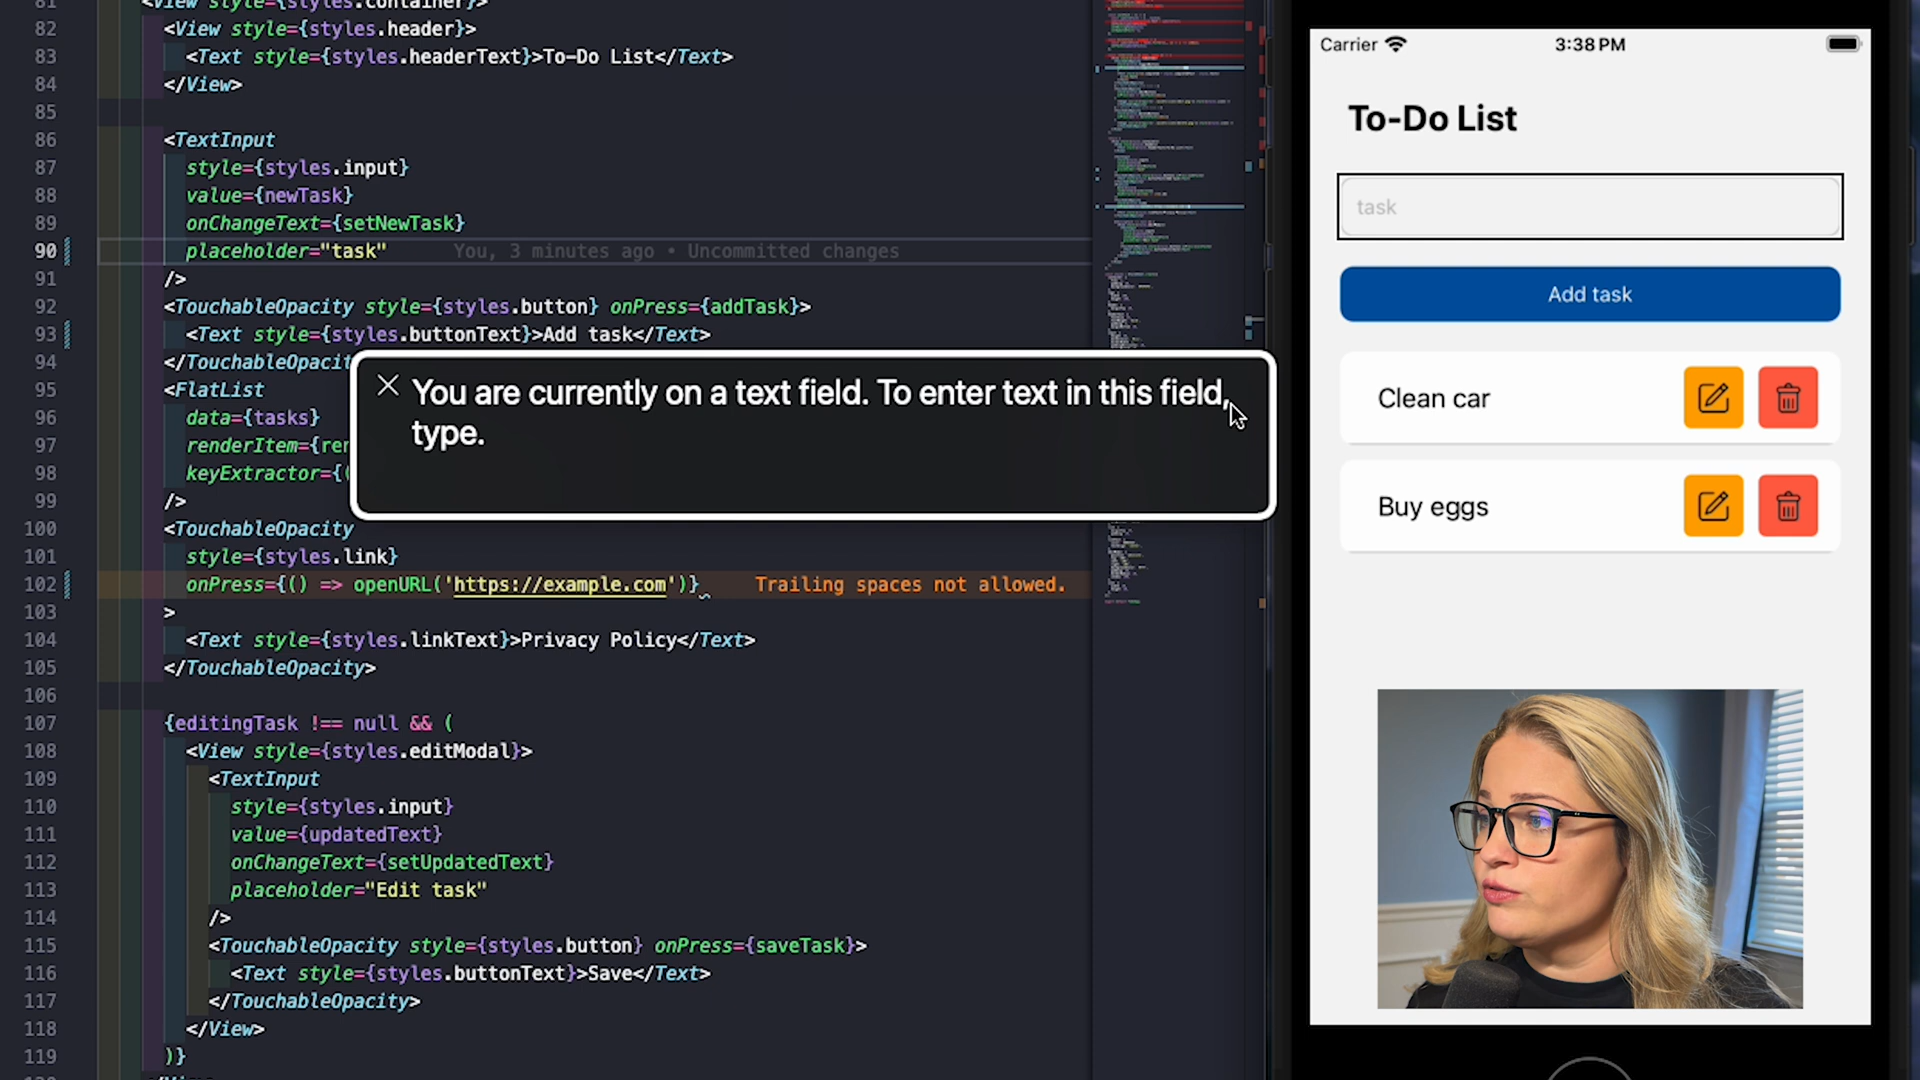 81 <View style={styles.container}>
82 <View style={styles.header}>
83 <Text style={styles.headerText}>To-Do List</Text>
84 </View>
85
86 <TextInput
87 style={styles.input}
88 value={newTask}
89 onChangeText={setNewTask}
90 placeholder="task" You, 3 minutes ago • Uncommitted changes
91 />
92 <TouchableOpacity style={styles.button} onPress={addTask}>
93 <Text style={styles.buttonText}>Add task</Text>
94 </TouchableOpacit
95 <FlatList
96 data={tasks}
97 renderItem={rer
98 keyExtractor={(
99 />
100 <TouchableOpacity
101 style={styles.link}
102 onPress={() => openURL('https://example.com')} Trailing spaces not allowed.
103 >
104 <Text style={styles.linkText}>Privacy Policy</Text>
105 </TouchableOpacity>
106
107 {editingTask !== null && (
108 <View style={styles.editModal}>
109 <TextInput
110 style={styles.input}
111 value={updatedText}
112 onChangeText={setUpdatedText}
113 placeholder="Edit task"
114 />
115 <TouchableOpacity style={styles.button} onPress={saveTask}>
116 <Text style={styles.buttonText}>Save</Text>
117 </TouchableOpacity>
118 </View>
119 )}
You are currently on a text field. To enter text in this field,
type.
Carrier 3:38 PM
To-Do List
task
Add task
Clean car
Buy eggs